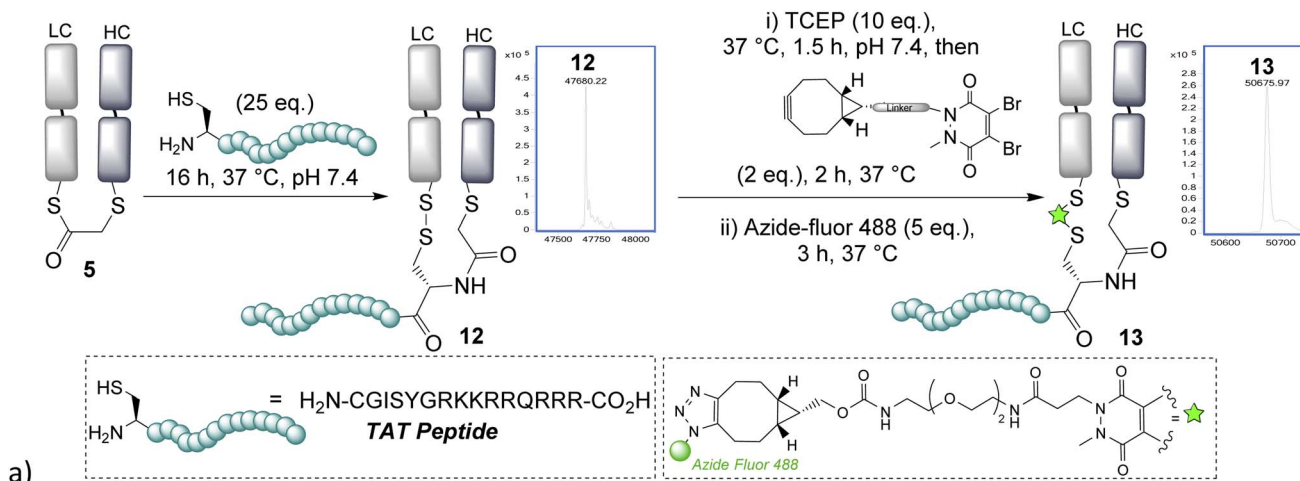 LC HC
S S
O
5
HS
(25 eq.)
H2N
16 h, 37 °C, pH 7.4
LC HC
S S
S
O
NH
O
12
×10 5
12
47680.22
4.5
4
3.5
3
2.5
2
1.5
1
0.5
0
47500 47750 48000
i) TCEP (10 eq.),
37 °C, 1.5 h, pH 7.4, then
H
H
Linker
O
N
N
O
Br
Br
(2 eq.), 2 h, 37 °C
ii) Azide-fluor 488 (5 eq.),
3 h, 37 °C
LC HC
S S
S
O
NH
O
13
×10 5
13
50675.97
2.8
2.6
2.4
2.2
2
1.8
1.6
1.4
1.2
1
0.8
0.6
0.4
0.2
0
50600 50700
HS
H2N
= H2N-CGISYGRKKRRQRRR-CO2H
TAT Peptide
N
N
N
H
H
O
O
H
N
O
2
N
H
O
O
N
N
O
=
Azide Fluor 488
a)